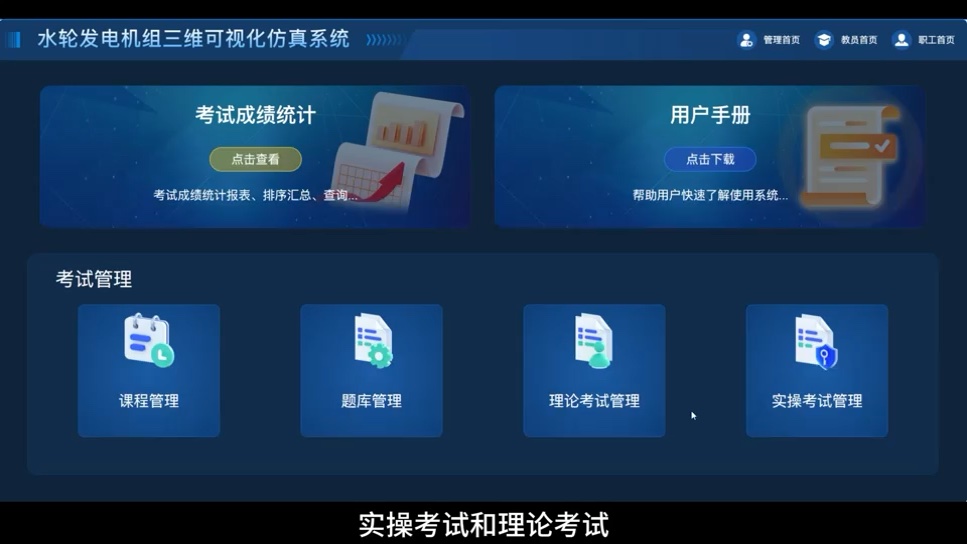 水轮发电机组三维可视化仿真系统
管理首页
教员首页
职工首页
考试成绩统计
点击查看
考试成绩统计报表、排序汇总、查询...
用户手册
点击下载
帮助用户快速了解使用系统...
考试管理
课程管理
题库管理
理论考试管理
实操考试管理
实操考试和理论考试